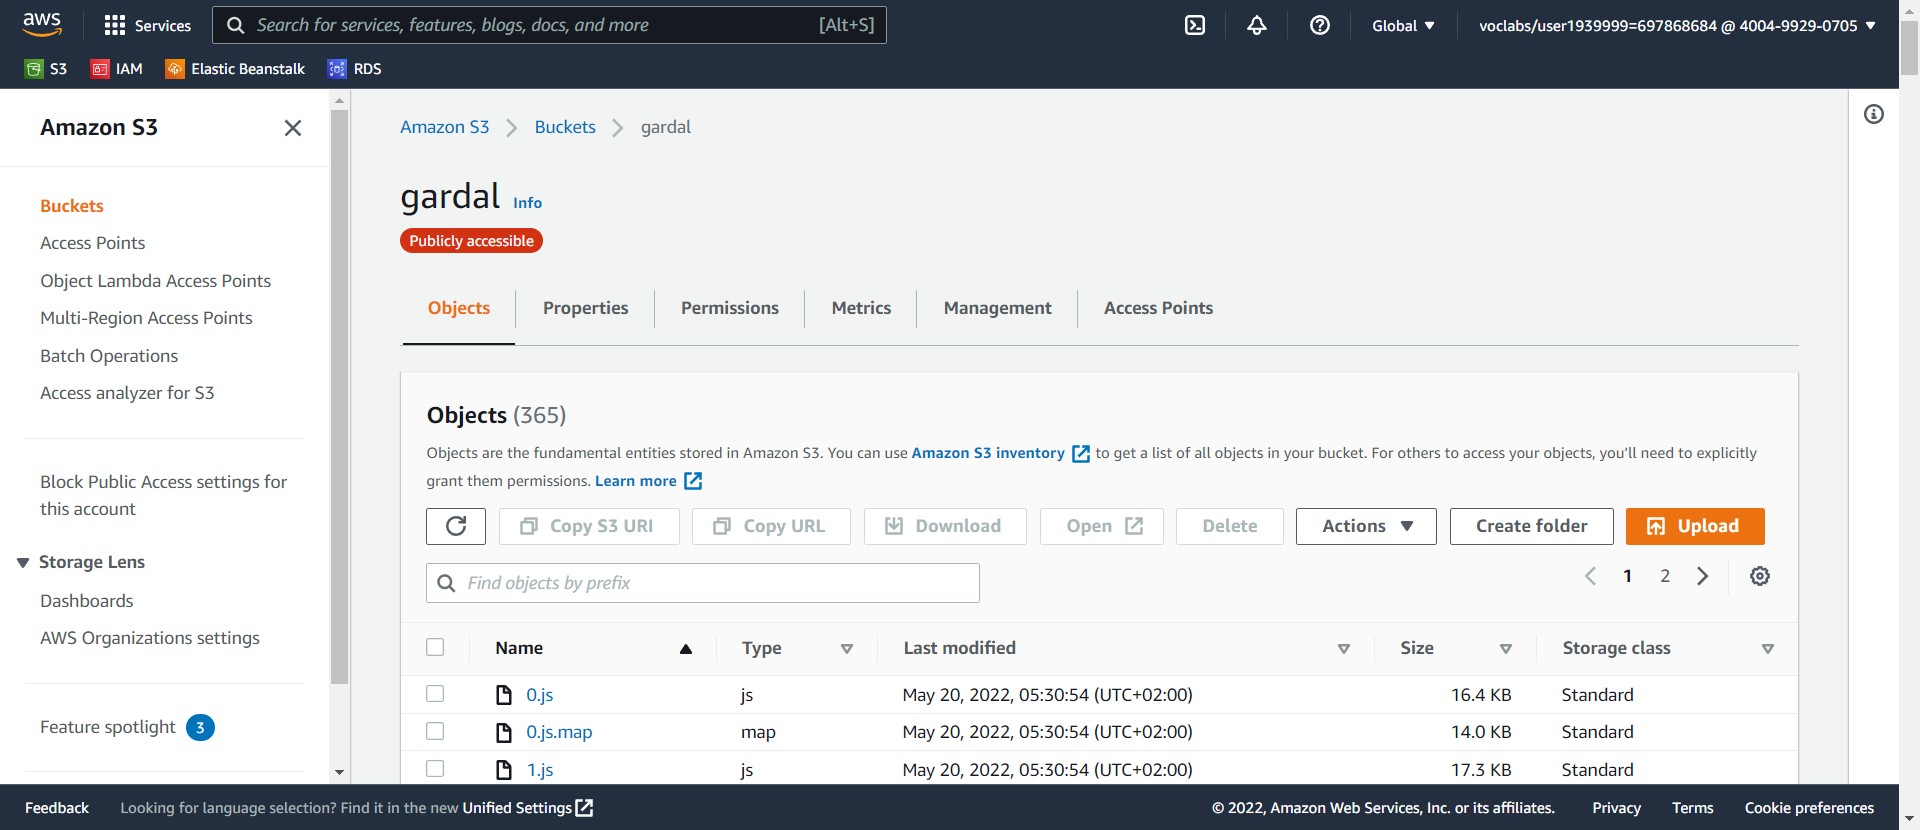 aws
Services
Search for services, features, blogs, docs, and more [Alt+S]
Global
voclabs/user1939999=697868684 @ 4004-9929-0705
S3 IAM Elastic Beanstalk RDS
Amazon S3
Buckets
Access Points
Object Lambda Access Points
Multi-Region Access Points
Batch Operations
Access analyzer for S3
Block Public Access settings for
this account
Storage Lens
Dashboards
AWS Organizations settings
Feature spotlight 3
Amazon S3 Buckets gardal
gardal Info
Publicly accessible
Objects Properties Permissions Metrics Management Access Points
Objects (365)
Objects are the fundamental entities stored in Amazon S3. You can use Amazon S3 inventory to get a list of all objects in your bucket. For others to access your objects, you'll need to explicitly
grant them permissions. Learn more
Copy S3 URI Copy URL Download Open Delete Actions Create folder Upload
Find objects by prefix
1 2
Name Type Last modified Size Storage class
0.js js May 20, 2022, 05:30:54 (UTC+02:00) 16.4 KB Standard
0.js.map map May 20, 2022, 05:30:54 (UTC+02:00) 14.0 KB Standard
1.js js May 20, 2022, 05:30:54 (UTC+02:00) 17.3 KB Standard
Feedback Looking for language selection? Find it in the new Unified Settings © 2022, Amazon Web Services, Inc. or its affiliates. Privacy Terms Cookie preferences